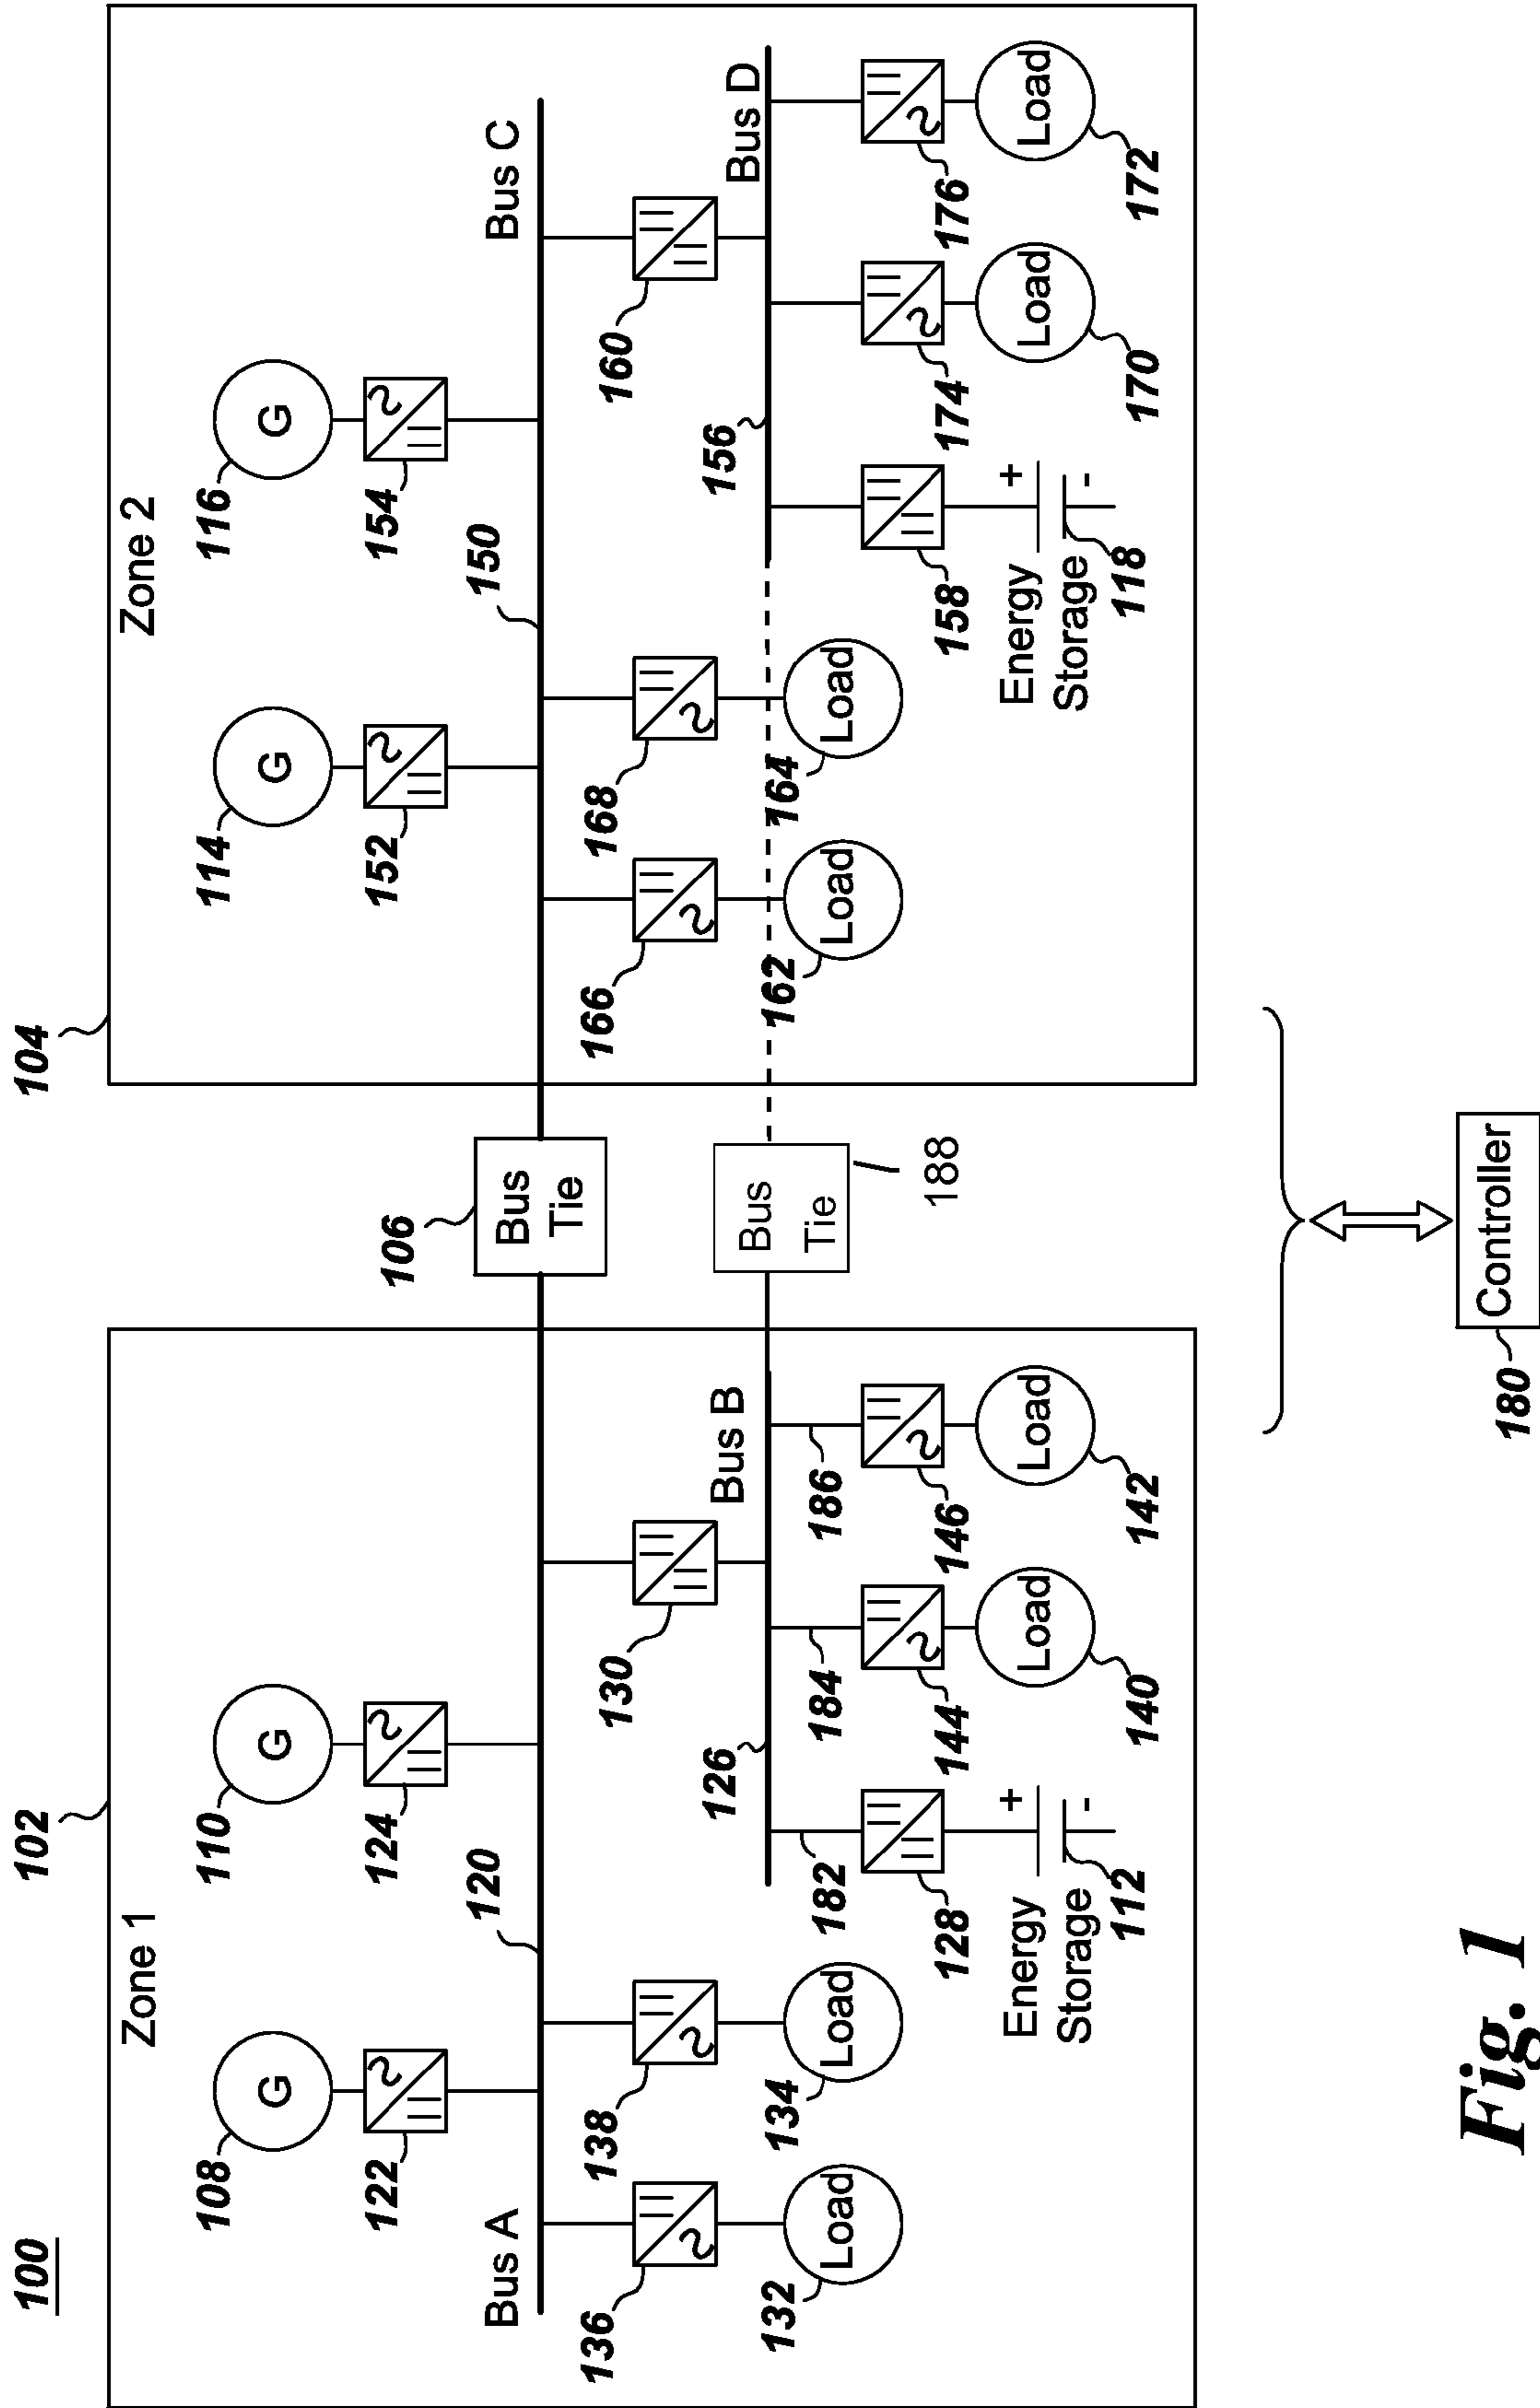 100
102
104
Zone 1
Zone 2
108
G
110
G
114
G
116
G
122
124
152
154
Bus A
120
106
Bus
Tie
150
Bus C
136
138
130
166
168
160
132
Load
134
Load
126
Bus B
Bus
Tie
188
162
Load
164
Load
156
Bus D
182
184
186
128
144
146
158
174
176
Energy
Storage
+
-
112
Load
140
Load
142
Energy
Storage
+
-
118
Load
170
Load
172
180
Controller
Fig. 1